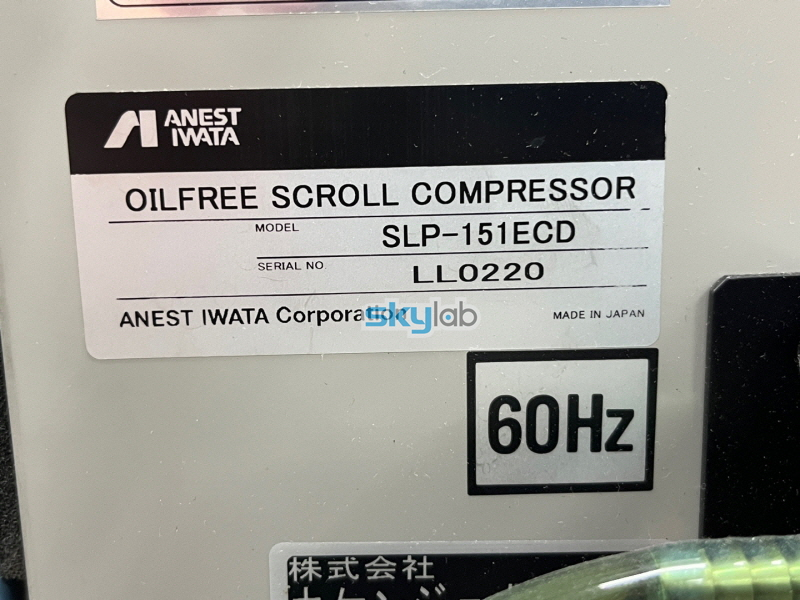 ANEST
IWATA
OILFREE SCROLL COMPRESSOR
MODEL SLP-151ECD
SERIAL NO LL0220
ANEST IWATA Corporation
skylab
MADE IN JAPAN
60Hz
株式会社